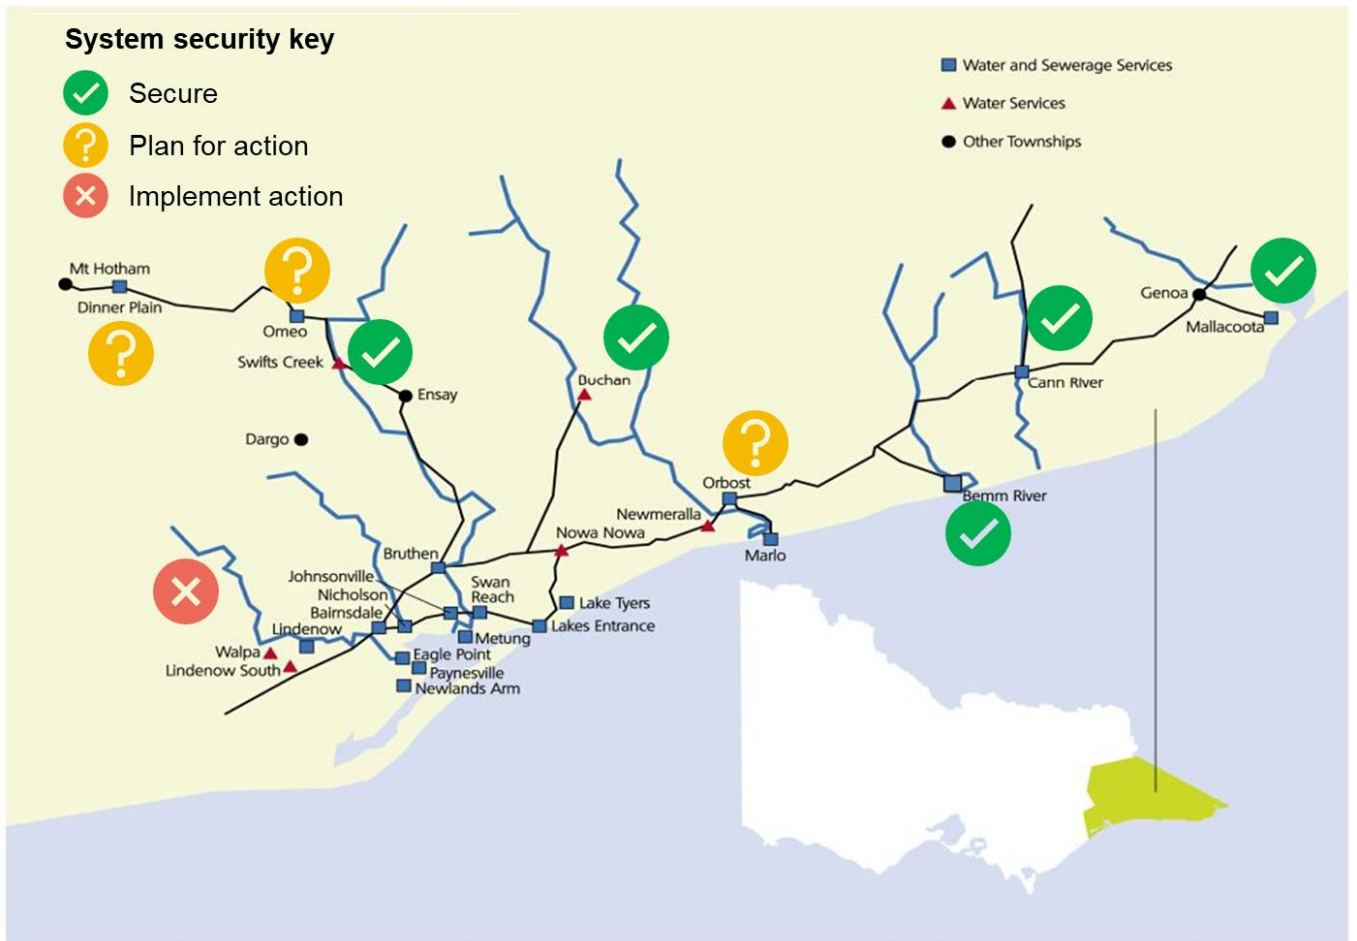 System security key
Secure
Plan for action
Implement action
Water and Sewerage Services
Water Services
Other Townships
Mt Hotham
Dinner Plain
Omeo
Swifts Creek
Ensay
Dargo
Buchan
Genoa
Mallacoota
Cann River
Orbost
Bemm River
Newmeralla
Nowa Nowa
Marlo
Bruthen
Johnsonville
Nicholson
Bairnsdale
Lindenow
Swan
Reach
Lake Tyers
Lakes Entrance
Metung
Walpa
Lindenow South
Eagle Point
Paynesville
Newlands Arm